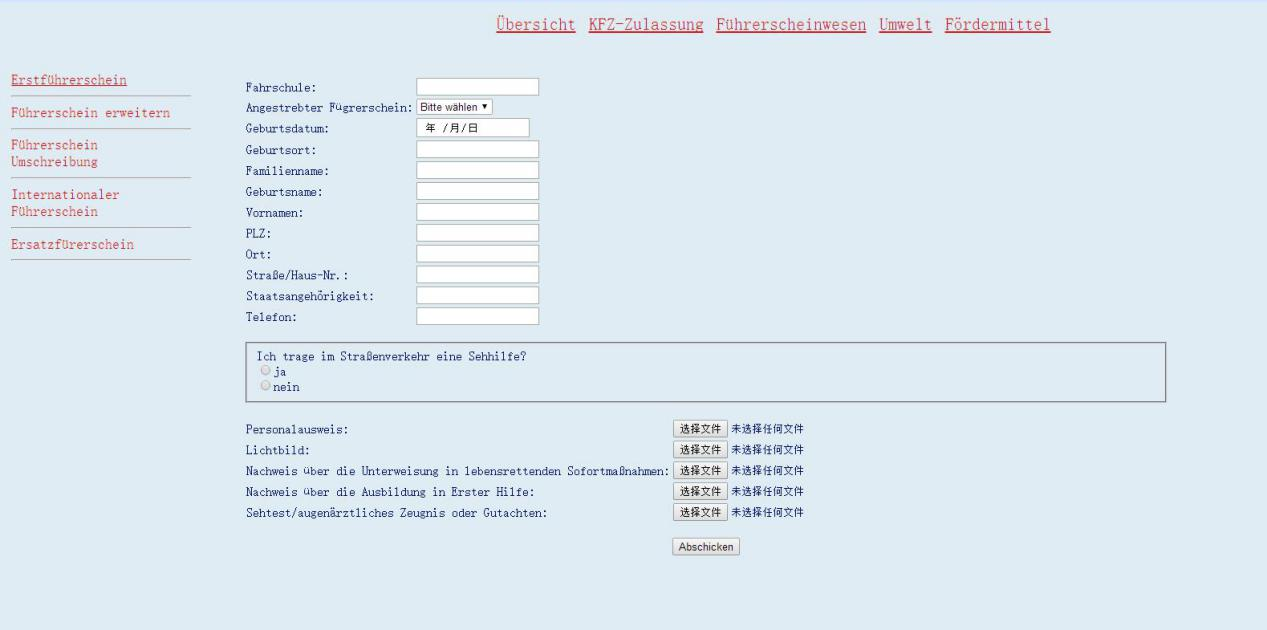 Übersicht KFZ-Zulassung Führerscheinwesen Umwelt Fördermittel
Erstführerschein
Führerschein erweitern
Führerschein
Umschreibung
Internationaler
Führerschein
Ersatzfürerschein
Fahrschule:
Angestrebter Fügrerschein: Bitte wählen
Geburtsdatum: 年 /月/日
Geburtsort:
Familienname:
Geburtsname:
Vornamen:
PLZ:
Ort:
Straße/Haus-Nr.:
Staatsangehörigkeit:
Telefon:
Ich trage im Straßenverkehr eine Sehhilfe?
ja
nein
Personalausweis: 选择文件 未选择任何文件
Lichtbild: 选择文件 未选择任何文件
Nachweis über die Unterweisung in lebensrettenden Sofortmaßnahmen: 选择文件 未选择任何文件
Nachweis über die Ausbildung in Erster Hilfe: 选择文件 未选择任何文件
Sehtest/augenärztliches Zeugnis oder Gutachten: 选择文件 未选择任何文件
Abschicken